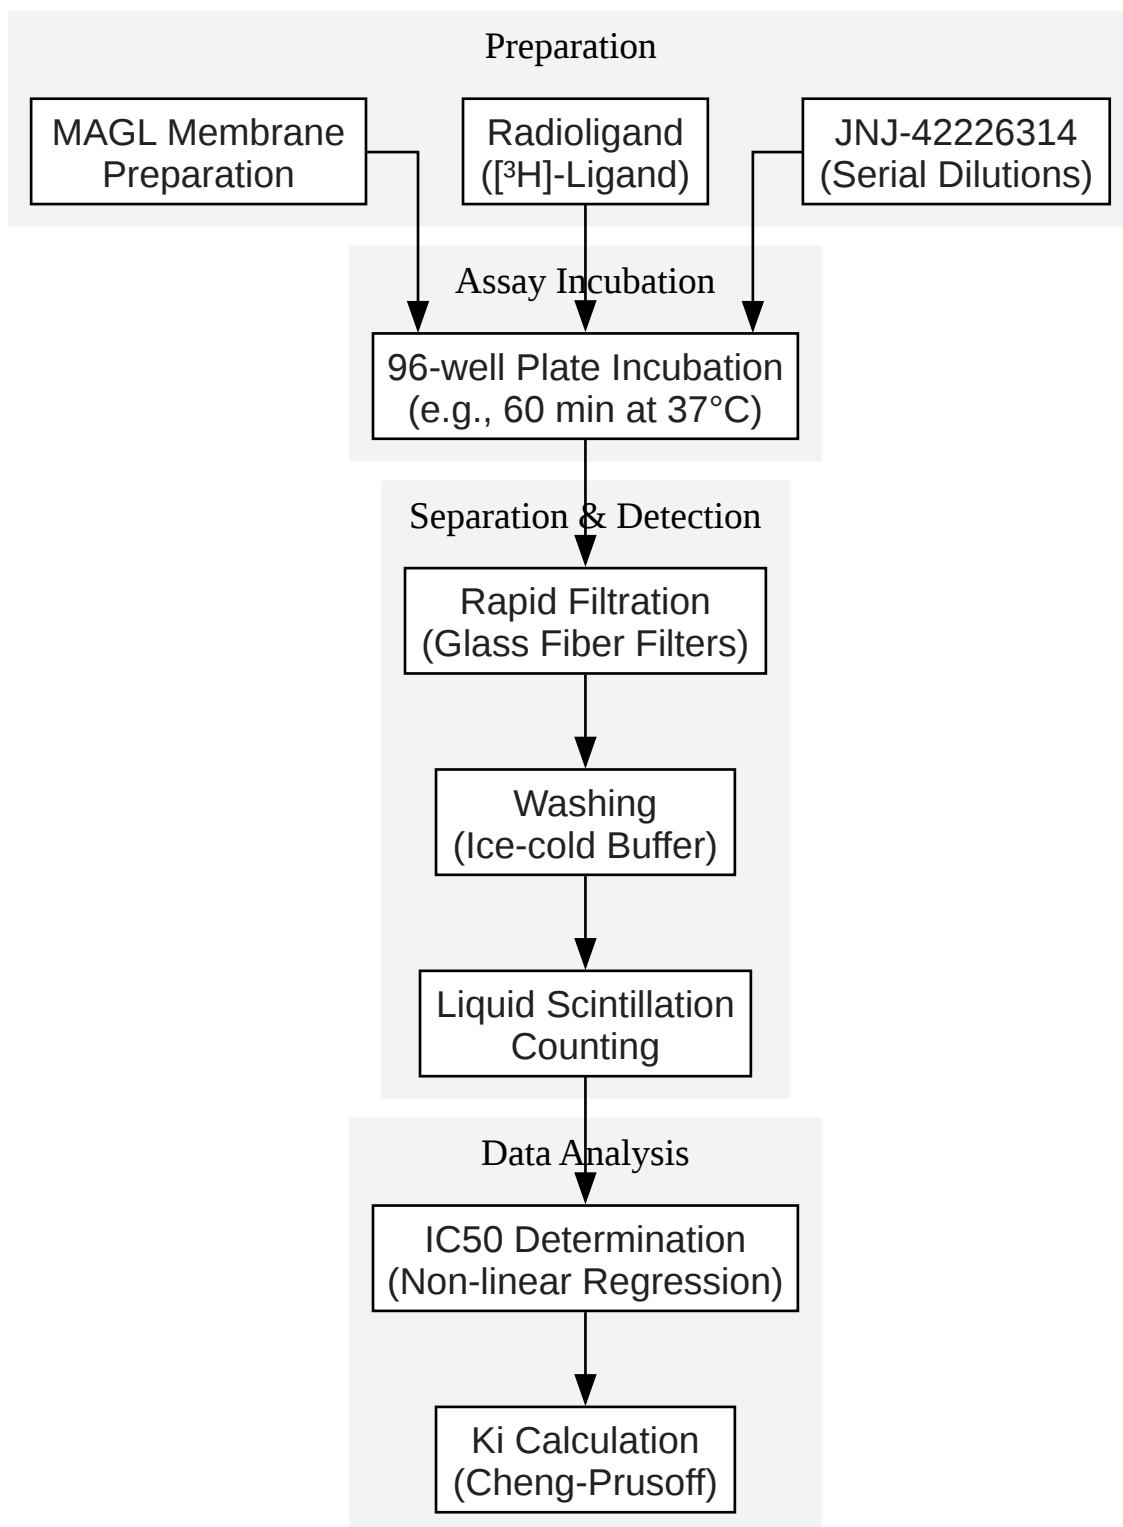 Preparation
MAGL Membrane
Preparation
Radioligand
([³H]-Ligand)
JNJ-42226314
(Serial Dilutions)
Assay Incubation
96-well Plate Incubation
(e.g., 60 min at 37°C)
Separation & Detection
Rapid Filtration
(Glass Fiber Filters)
Washing
(Ice-cold Buffer)
Liquid Scintillation
Counting
Data Analysis
IC50 Determination
(Non-linear Regression)
Ki Calculation
(Cheng-Prusoff)